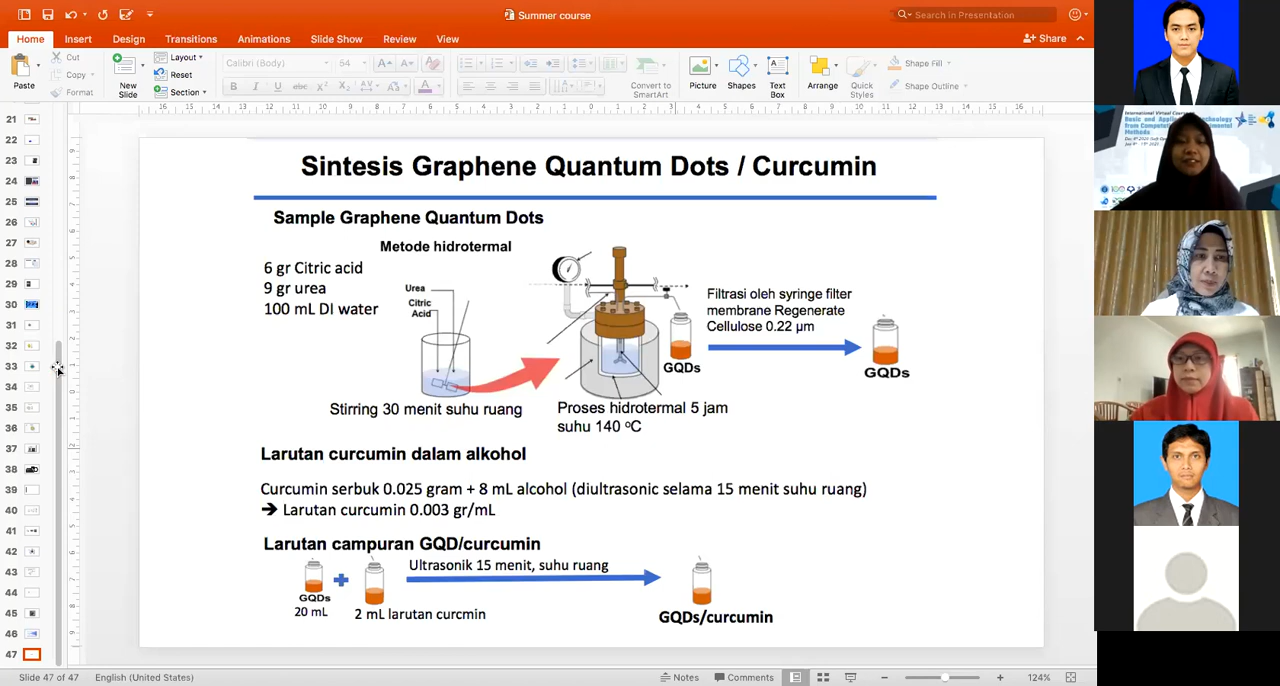 Summer course
Search in Presentation
Home
Insert
Design
Transitions
Animations
Slide Show
Review
View
Share
Paste
Cut
Copy
Format
New
Slide
Layout
Reset
Section
Calibri (Body)
54
Convert to
SmartArt
Picture
Shapes
Text
Box
Arrange
Quick
Styles
Shape Fill
Shape Outline
21
22
23
24
25
26
27
28
29
30
31
32
33
34
35
36
37
38
39
40
41
42
43
44
45
46
47
Sintesis Graphene Quantum Dots / Curcumin
Sample Graphene Quantum Dots
Metode hidrotermal
6 gr Citric acid
9 gr urea
100 mL DI water
Urea
Citric
Acid
Stirring 30 menit suhu ruang
Proses hidrotermal 5 jam
suhu 140 ºC
GQDs
Filtrasi oleh syringe filter
membrane Regenerate
Cellulose 0.22 µm
GQDs
Larutan curcumin dalam alkohol
Curcumin serbuk 0.025 gram + 8 mL alcohol (diultrasonic selama 15 menit suhu ruang)
➔ Larutan curcumin 0.003 gr/mL
Larutan campuran GQD/curcumin
GQDs
20 mL
2 mL larutan curcmin
Ultrasonik 15 menit, suhu ruang
GQDs/curcumin
International Virtual Course
Slide 47 of 47
English (United States)
Notes
Comments
124%